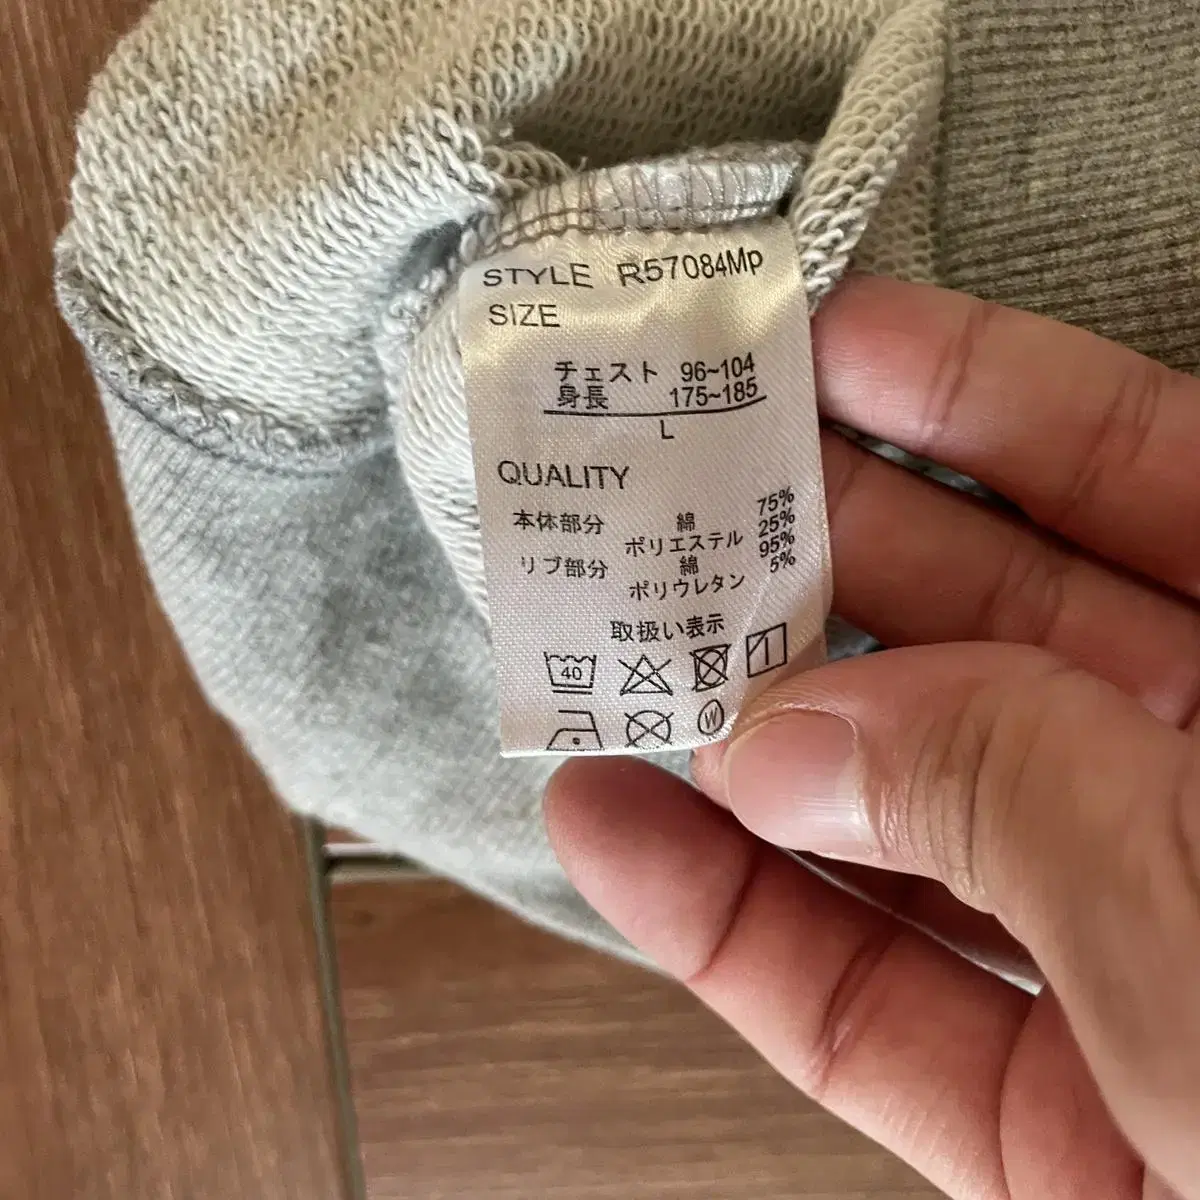 STYLE R57084Mp
SIZE
チェスト 96~104
身長 175~185
L
QUALITY
本体部分 綿 75%
ポリエステル 25%
リブ部分 綿 95%
ポリウレタン 5%
取扱い表示
40
W